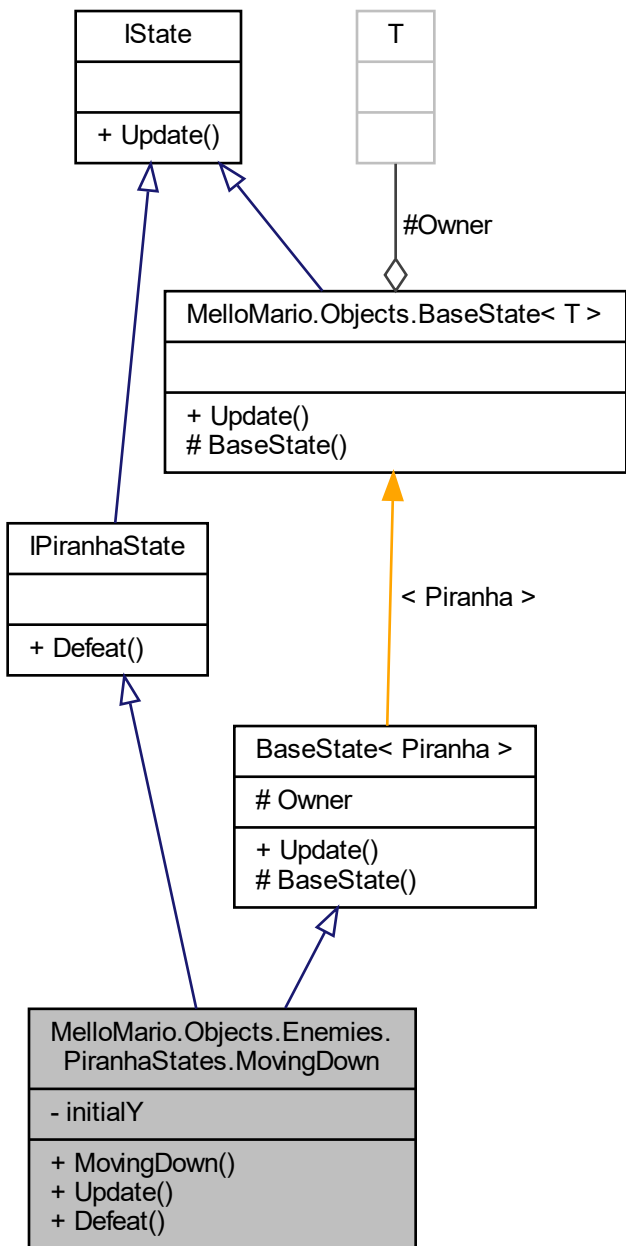 IState
T
+ Update()
#Owner
MelloMario.Objects.BaseState< T >
+ Update()
# BaseState()
IPiranhaState
+ Defeat()
< Piranha >
BaseState< Piranha >
# Owner
+ Update()
# BaseState()
MelloMario.Objects.Enemies.
PiranhaStates.MovingDown
- initialY
+ MovingDown()
+ Update()
+ Defeat()